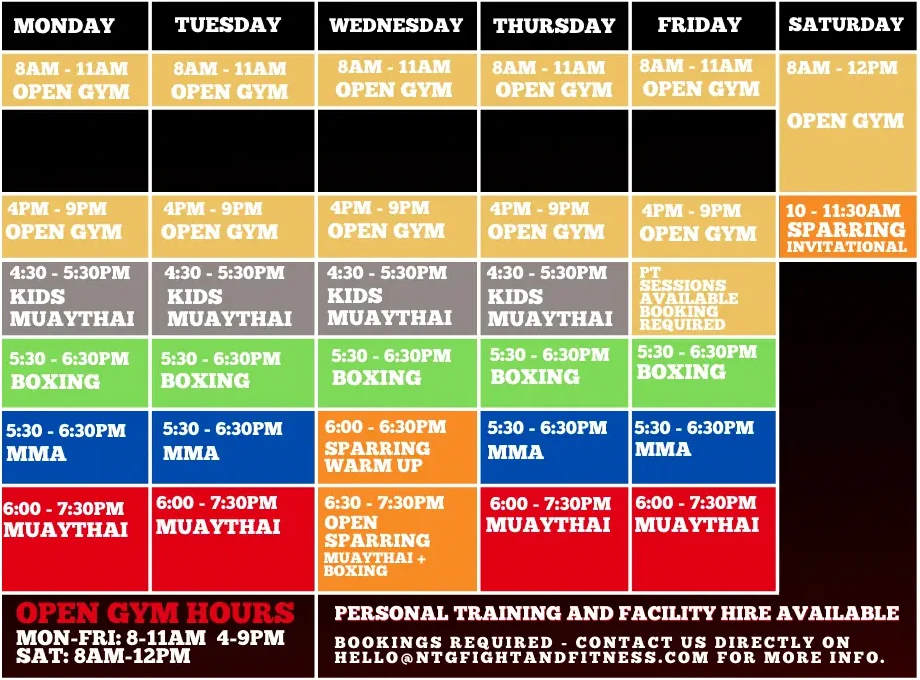 MONDAY
TUESDAY
WEDNESDAY
THURSDAY
FRIDAY
SATURDAY
8AM - 11AM
OPEN GYM
8AM - 11AM
OPEN GYM
8AM - 11AM
OPEN GYM
8AM - 11AM
OPEN GYM
8AM - 11AM
OPEN GYM
8AM - 12PM
OPEN GYM
4PM - 9PM
OPEN GYM
4PM - 9PM
OPEN GYM
4PM - 9PM
OPEN GYM
4PM - 9PM
OPEN GYM
4PM - 9PM
OPEN GYM
10 - 11:30AM
SPARRING
INVITATIONAL
4:30 - 5:30PM
KIDS
MUAYTHAI
4:30 - 5:30PM
KIDS
MUAYTHAI
4:30 - 5:30PM
KIDS
MUAYTHAI
4:30 - 5:30PM
KIDS
MUAYTHAI
PT
SESSIONS
AVAILABLE
BOOKING
REQUIRED
5:30 - 6:30PM
BOXING
5:30 - 6:30PM
BOXING
5:30 - 6:30PM
BOXING
5:30 - 6:30PM
BOXING
5:30 - 6:30PM
BOXING
5:30 - 6:30PM
MMA
5:30 - 6:30PM
MMA
6:00 - 6:30PM
SPARRING
WARM UP
5:30 - 6:30PM
MMA
5:30 - 6:30PM
MMA
6:00 - 7:30PM
MUAYTHAI
6:00 - 7:30PM
MUAYTHAI
6:30 - 7:30PM
OPEN
SPARRING
MUAYTHAI +
BOXING
6:00 - 7:30PM
MUAYTHAI
6:00 - 7:30PM
MUAYTHAI
OPEN GYM HOURS
MON-FRI: 8-11AM 4-9PM
SAT: 8AM-12PM
PERSONAL TRAINING AND FACILITY HIRE AVAILABLE
BOOKINGS REQUIRED - CONTACT US DIRECTLY ON
HELLO@NTGFIGHTANDFITNESS.COM FOR MORE INFO.